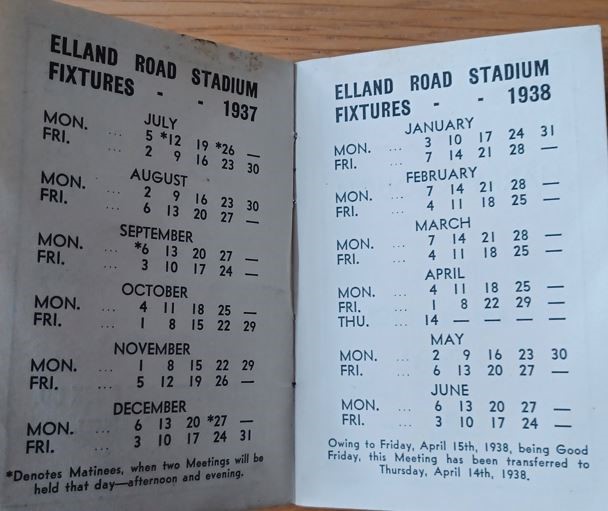 ELLAND ROAD STADIUM
FIXTURES - - 1937
JULY
MON. ... 5 *12 19 *26 —
FRI. ... 2 9 16 23 30
AUGUST
MON. ... 2 9 16 23 30
FRI. ... 6 13 20 27 —
SEPTEMBER
MON. ... *6 13 20 27 —
FRI. ... 3 10 17 24 —
OCTOBER
MON. ... 4 11 18 25 —
FRI. ... 1 8 15 22 29
NOVEMBER
MON. ... 1 8 15 22 29
FRI. ... 5 12 19 26 —
DECEMBER
MON. ... 6 13 20 *27 —
FRI. ... 3 10 17 24 31
*Denotes Matinees, when two Meetings will be
held that day—afternoon and evening.
ELLAND ROAD STADIUM
FIXTURES - - 1938
JANUARY
MON. ... 3 10 17 24 31
FRI. ... 7 14 21 28 —
FEBRUARY
MON. ... 7 14 21 28 —
FRI. ... 4 11 18 25 —
MARCH
MON. ... 7 14 21 28 —
FRI. ... 4 11 18 25 —
APRIL
MON. ... 4 11 18 25 —
FRI. ... 1 8 22 29 —
THU. ... 14 — — — —
MAY
MON. ... 2 9 16 23 30
FRI. ... 6 13 20 27 —
JUNE
MON. ... 6 13 20 27 —
FRI. ... 3 10 17 24 —
Owing to Friday, April 15th, 1938, being Good
Friday, this Meeting has been transferred to
Thursday, April 14th, 1938.